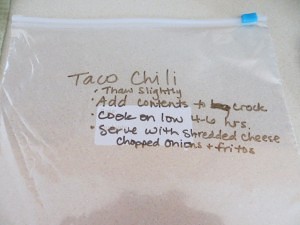 Taco Chili
• Thaw Slightly
• Add contents to crock
• Cook on low 4-6 hrs.
• Serve with Shredded Cheese
Chopped Onions + fritos